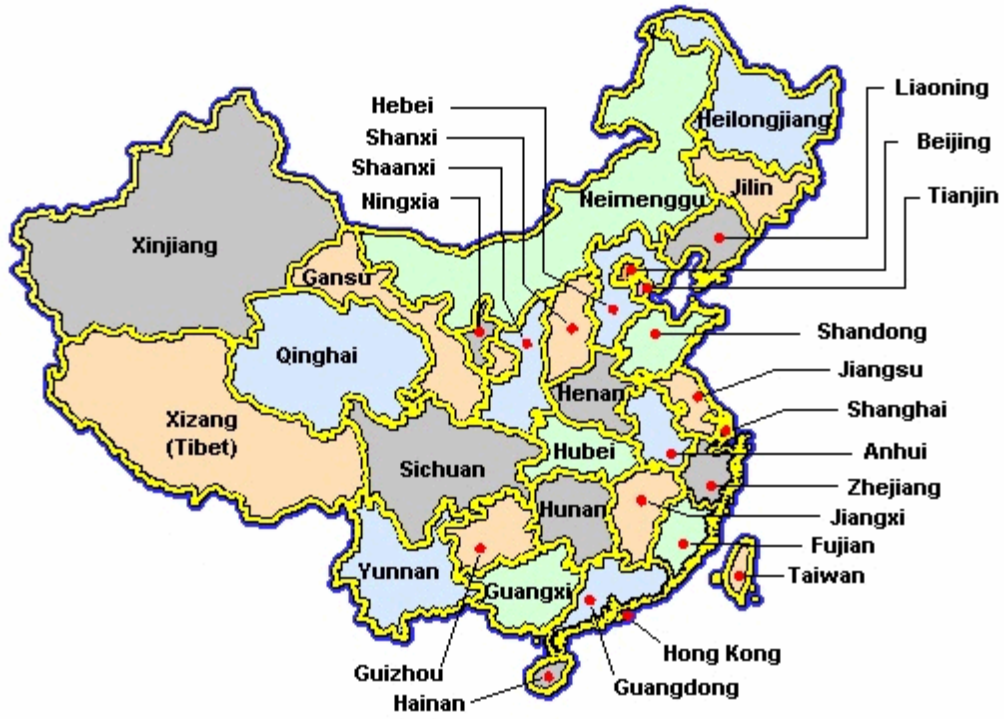 Liaoning
Hebei
Heilongjiang
Shanxi
Beijing
Shaanxi
Jilin
Tianjin
Ningxia
Neimenggu
Xinjiang
Gansu
Shandong
Qinghai
Jiangsu
Henan
Shanghai
Xizang
(Tibet)
Hubei
Anhui
Sichuan
Zhejiang
Hunan
Jiangxi
Fujian
Yunnan
Taiwan
Guangxi
Hong Kong
Guizhou
Guangdong
Hainan